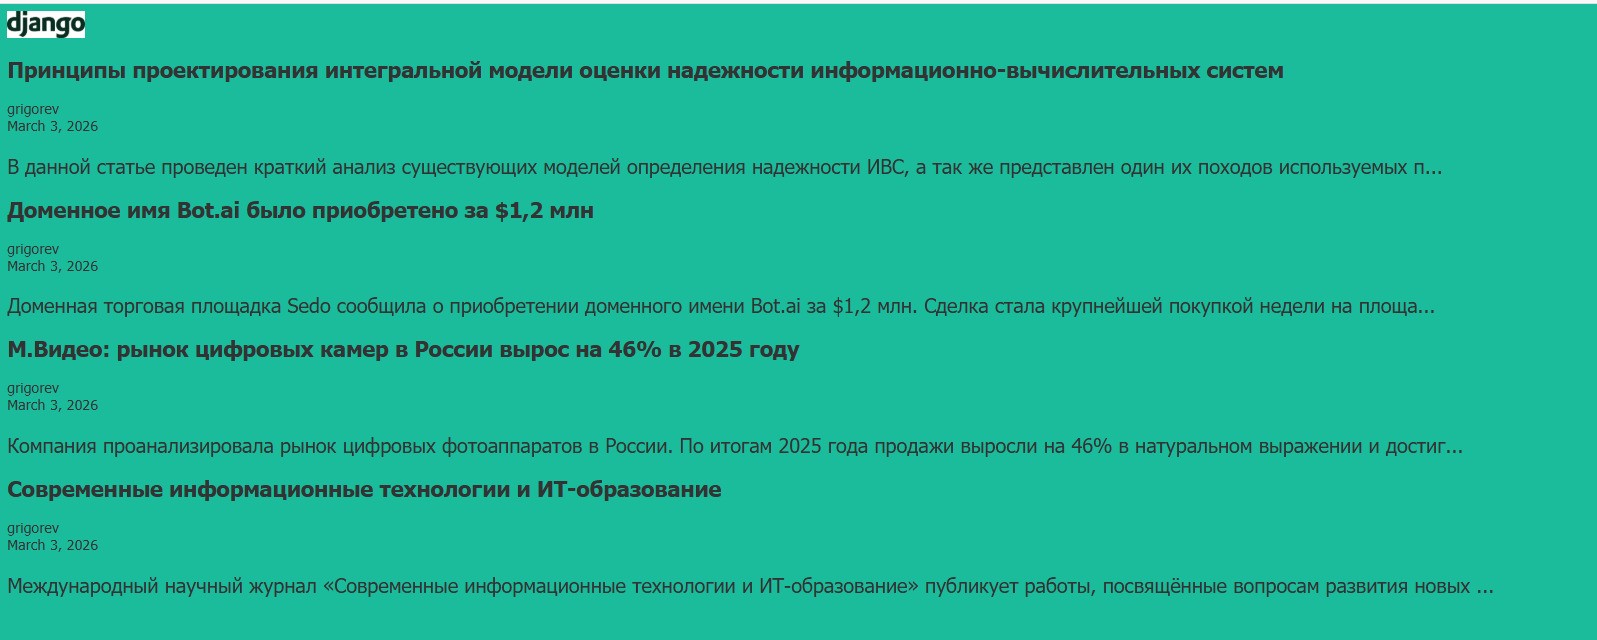 django
Принципы проектирования интегральной модели оценки надежности информационно-вычислительных систем
grigorev
March 3, 2026
В данной статье проведен краткий анализ существующих моделей определения надежности ИВС, а так же представлен один их походов используемых п...
Доменное имя Bot.ai было приобретено за $1,2 млн
grigorev
March 3, 2026
Доменная торговая площадка Sedo сообщила о приобретении доменного имени Bot.ai за $1,2 млн. Сделка стала крупнейшей покупкой недели на площа...
М.Видео: рынок цифровых камер в России вырос на 46% в 2025 году
grigorev
March 3, 2026
Компания проанализировала рынок цифровых фотоаппаратов в России. По итогам 2025 года продажи выросли на 46% в натуральном выражении и достиг...
Современные информационные технологии и ИТ-образование
grigorev
March 3, 2026
Международный научный журнал «Современные информационные технологии и ИТ-образование» публикует работы, посвящённые вопросам развития новых ...